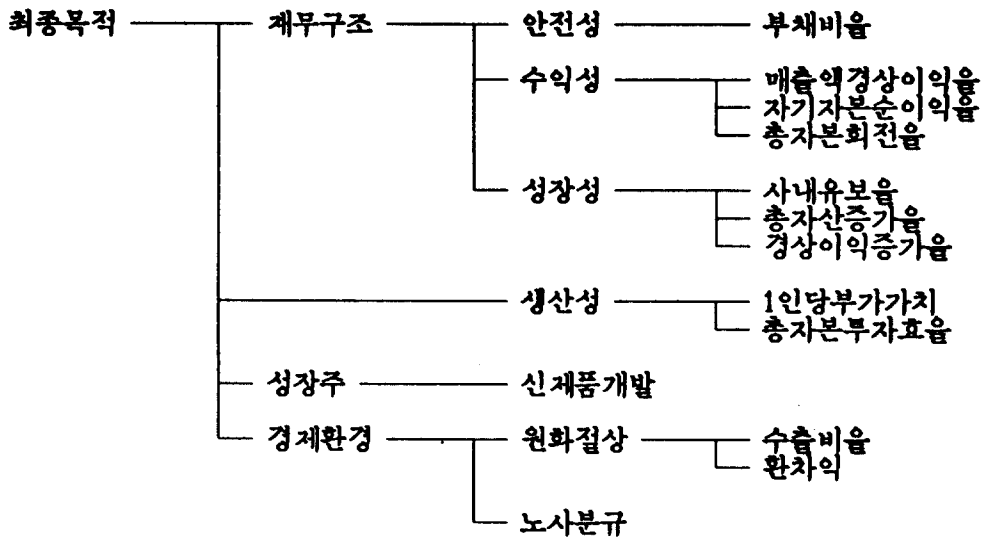 최종목적 재무구조 안전성 부채비율
수익성 매출액경상이익율
자기자본순이익율
총자본회전율
성장성 사내유보율
총자산증가율
경상이익증가율
생산성 1인당부가가치
총자본투자효율
성장주 신제품개발
경제환경 원화절상 수출비율
환차익
노사분규